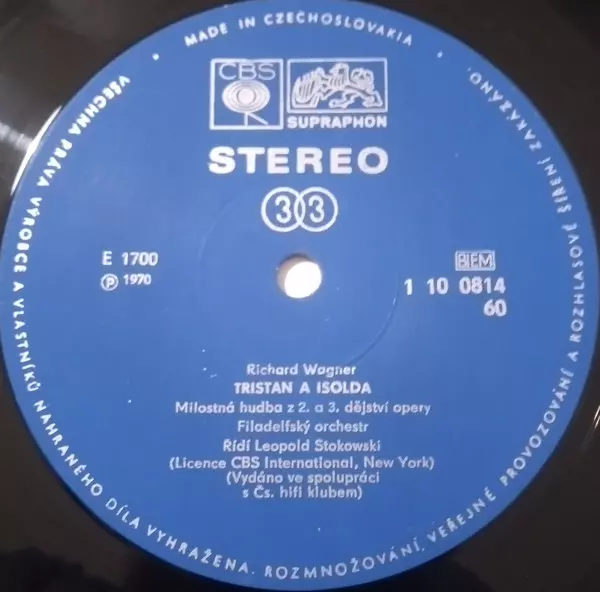 MADE IN CZECHOSLOVAKIA
CBS
SUPRAPHON
STEREO
33
E 1700
BIEM
℗ 1970
1 10 0814
60
Richard Wagner
TRISTAN A ISOLDA
Milostná hudba z 2. a 3. dějství opery
Filadelfský orchestr
Řídí Leopold Stokowski
(Licence CBS International, New York)
(Vydáno ve spolupráci
s Čs. hifi klubem)
VŠECHNA PRÁVA VÝROBCE A VLASTNÍKŮ NAHRANÉHO DÍLA VYHRAŽENA. ROZMNOŽOVÁNÍ, VEŘEJNÉ PROVOZOVÁNÍ A ROZHLASOVÉ ŠÍŘENÍ ZAKÁZÁNO.